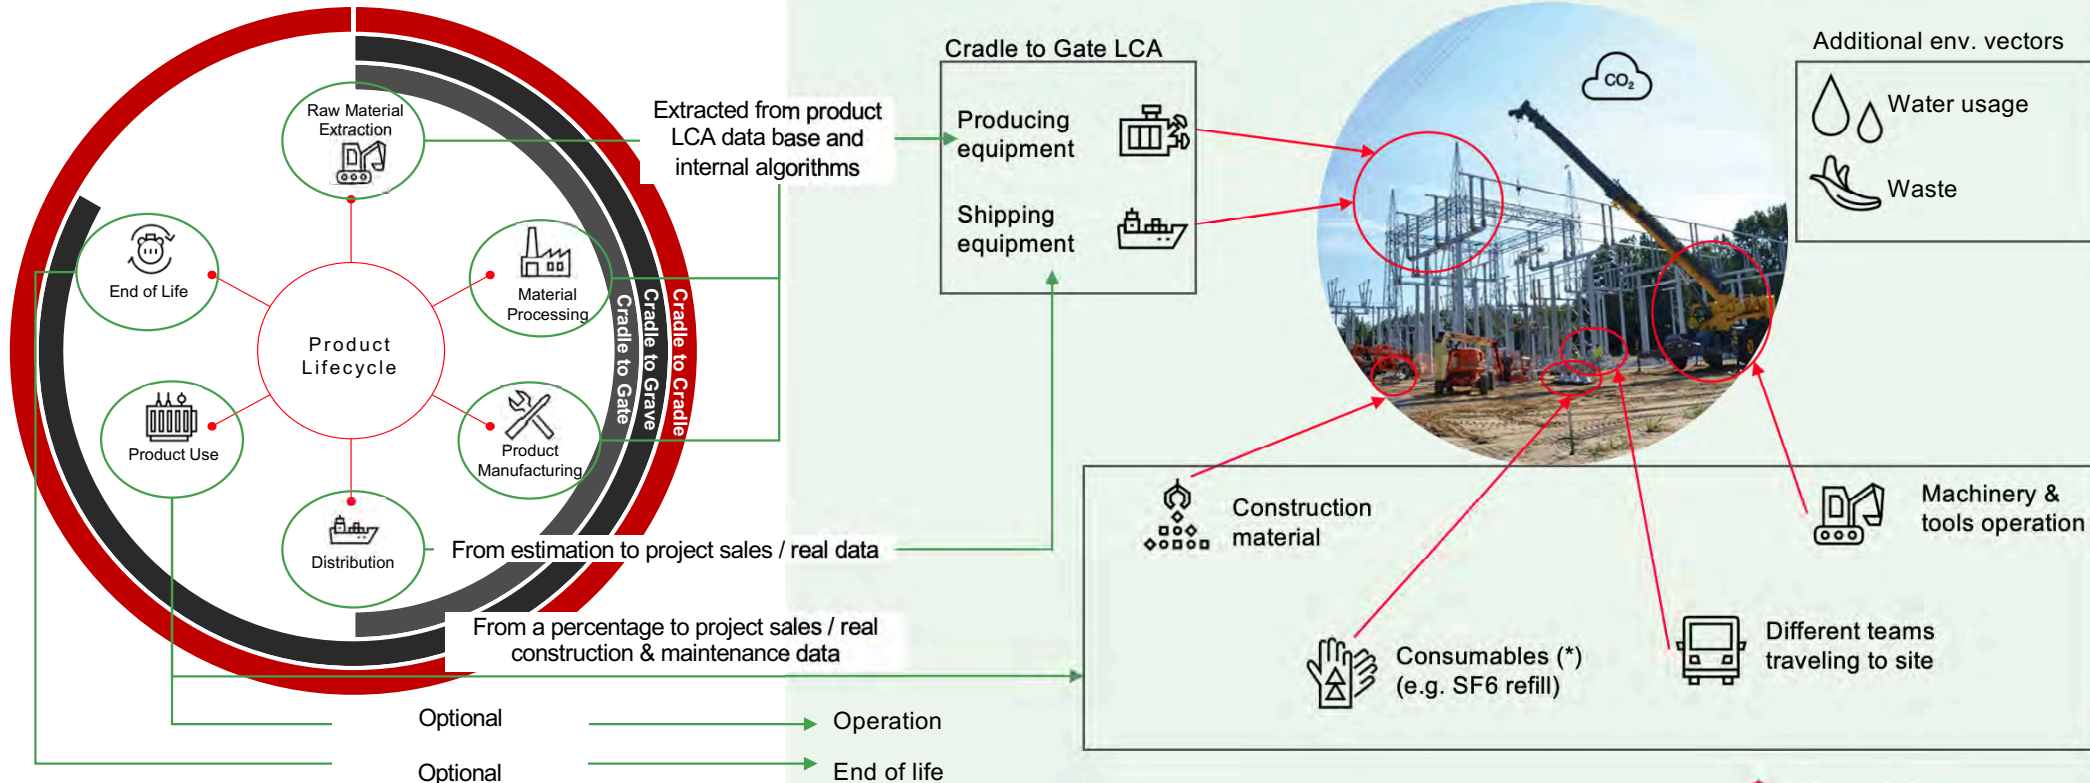 Raw Material
Extraction
End of Life
Material
Processing
Product
Lifecycle
Product Use
Product
Manufacturing
Distribution
Cradle to Gate
Cradle to Grave
Cradle to Cradle
Extracted from product
LCA data base and
internal algorithms
From estimation to project sales / real data
From a percentage to project sales / real
construction & maintenance data
Optional
Operation
Optional
End of life
Cradle to Gate LCA
Producing
equipment
Shipping
equipment
CO₂
Additional env. vectors
Water usage
Waste
Construction
material
Machinery &
tools operation
Consumables (*)
(e.g. SF6 refill)
Different teams
traveling to site